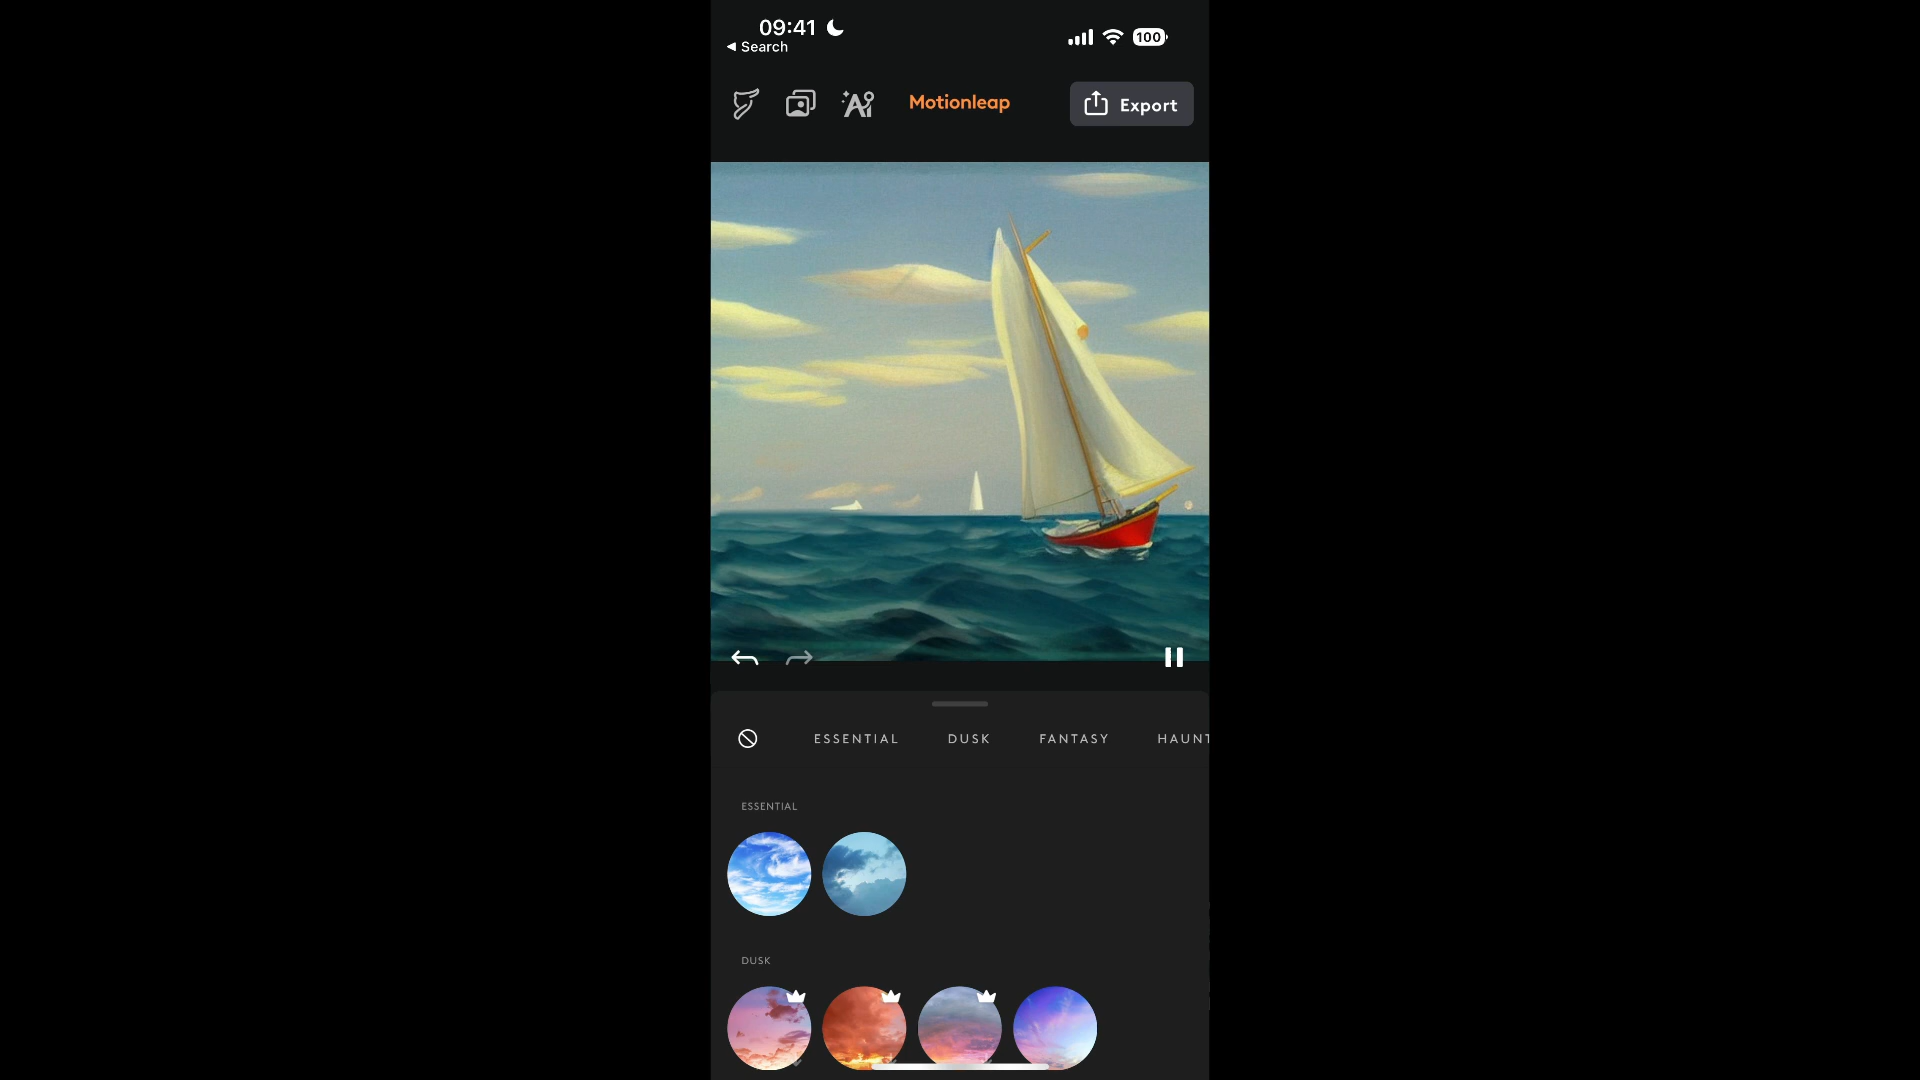 09:41
◀ Search
100
Motionleap
Export
ESSENTIAL DUSK FANTASY HAUNT
ESSENTIAL
DUSK